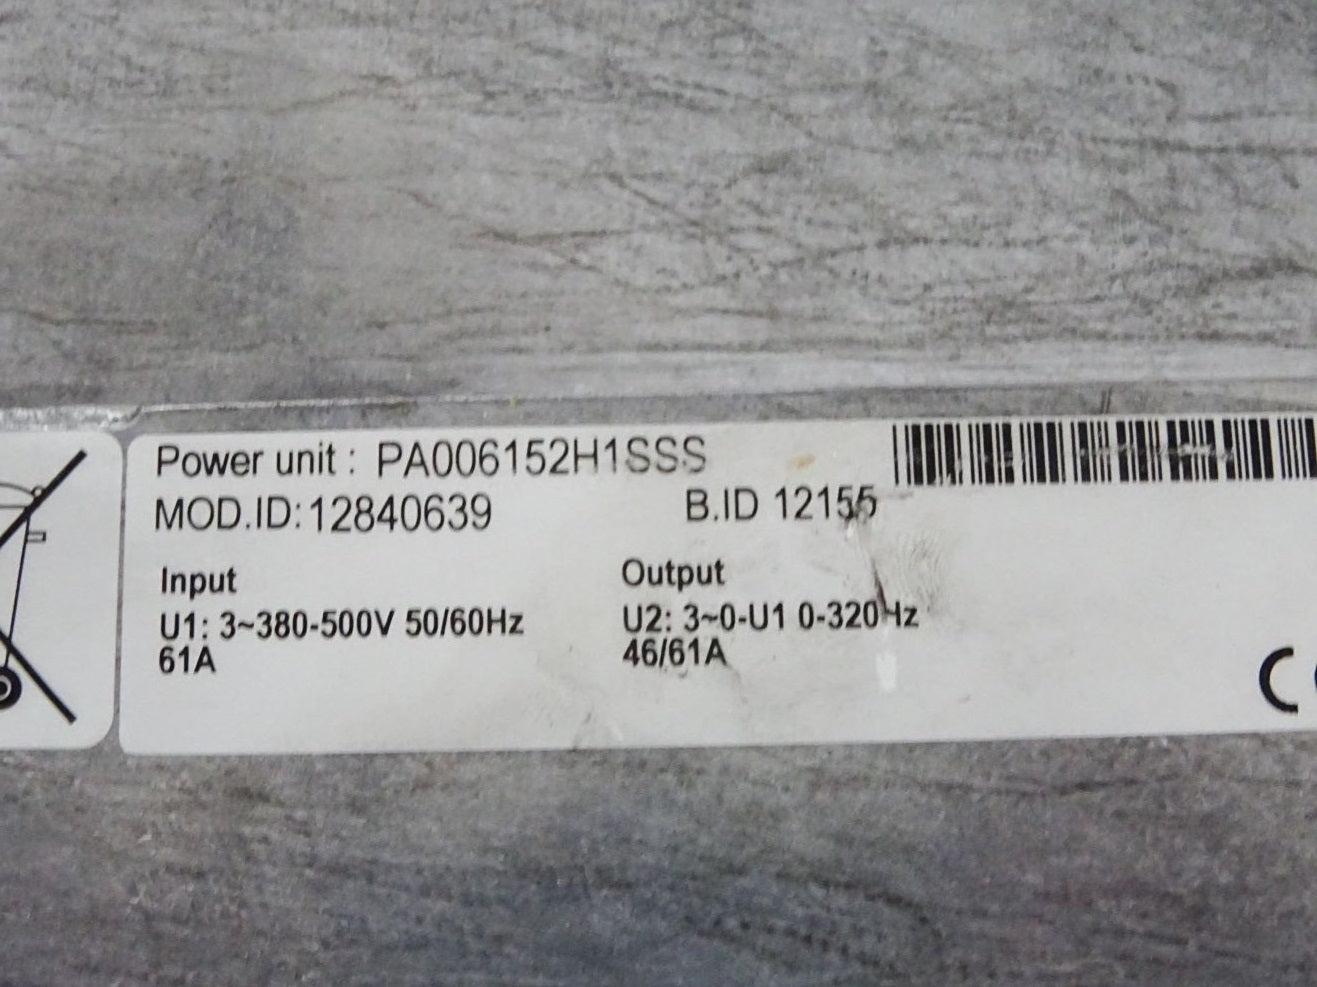 Power unit : PA006152H1SSS
MOD.ID: 12840639 B.ID 12155
Input
U1: 3~380-500V 50/60Hz
61A
Output
U2: 3~0-U1 0-320Hz
46/61A